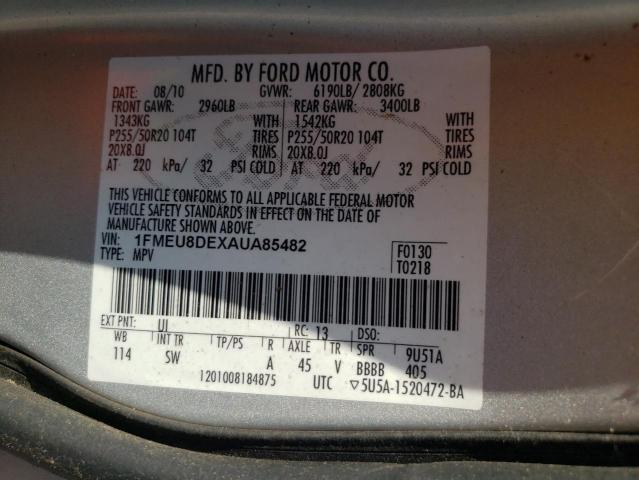 MFD. BY FORD MOTOR CO.
DATE: 08/10 GVWR: 6190LB/ 2808KG
FRONT GAWR: 2960LB REAR GAWR: 3400LB
1343KG WITH 1542KG WITH
P255/50R20 104T TIRES P255/50R20 104T TIRES
20X8.0J RIMS 20X8.0J RIMS
AT 220 kPa/ 32 PSI COLD AT 220 kPa/ 32 PSI COLD
THIS VEHICLE CONFORMS TO ALL APPLICABLE FEDERAL MOTOR
VEHICLE SAFETY STANDARDS IN EFFECT ON THE DATE OF
MANUFACTURE SHOWN ABOVE.
VIN: 1FMEU8DEXAUA85482 F0130
TYPE: MPV T0218
EXT PNT: UI RC: 13 DSO:
WB INT TR TP/PS R AXLE TR SPR 9U51A
114 SW A 45 V BBBB 405
1201008184875 UTC ▽5U5A-1520472-BA